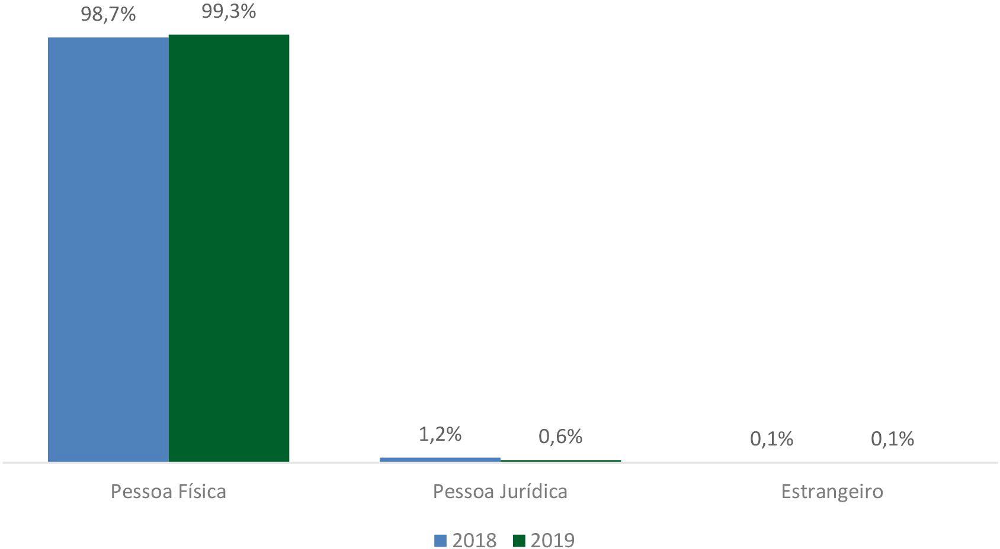 98,7%
99,3%
1,2%
0,6%
0,1%
0,1%
Pessoa Física
Pessoa Jurídica
Estrangeiro
2018
2019